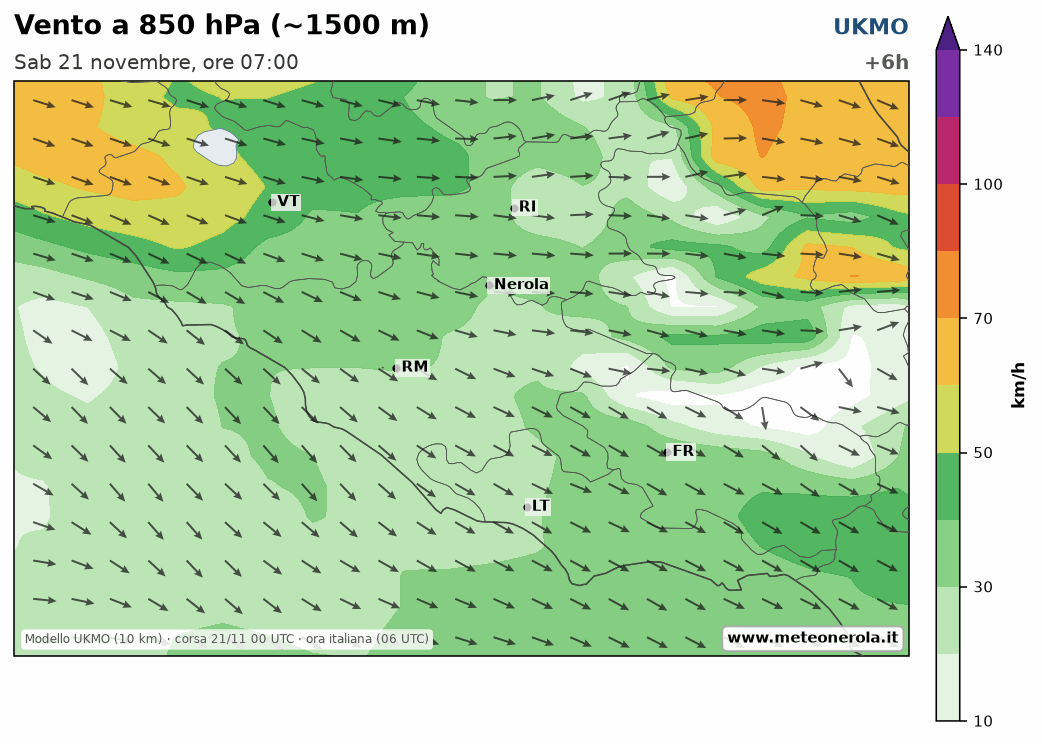 Vento a 850 hPa (~1500 m)
UKMO
Sab 21 novembre, ore 07:00
+6h
140
100
70
50
30
10
km/h
VT
RI
Nerola
RM
FR
LT
Modello UKMO (10 km) · corsa 21/11 00 UTC · ora italiana (06 UTC)
www.meteonerola.it